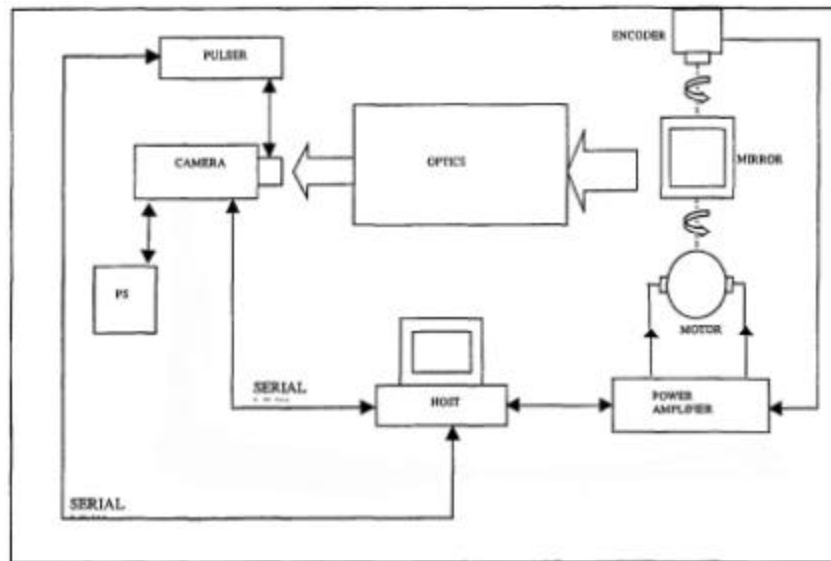 ENCODER
PULSER
CAMERA
OPTICS
MIRROR
PS
MOTOR
SERIAL
HOST
POWER
AMPLIFIER
SERIAL